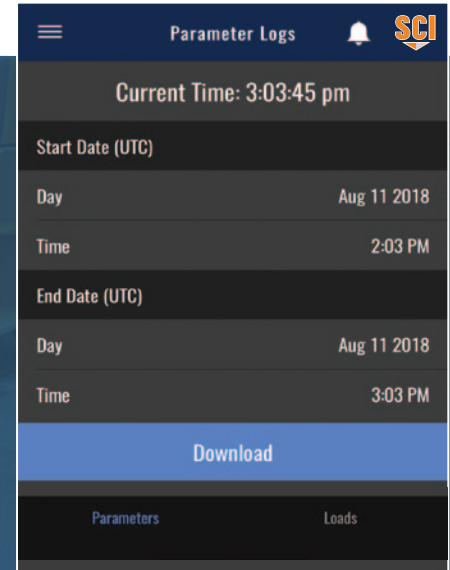 Parameter Logs
SCI
Current Time: 3:03:45 pm
Start Date (UTC)
Day Aug 11 2018
Time 2:03 PM
End Date (UTC)
Day Aug 11 2018
Time 3:03 PM
Download
Parameters Loads